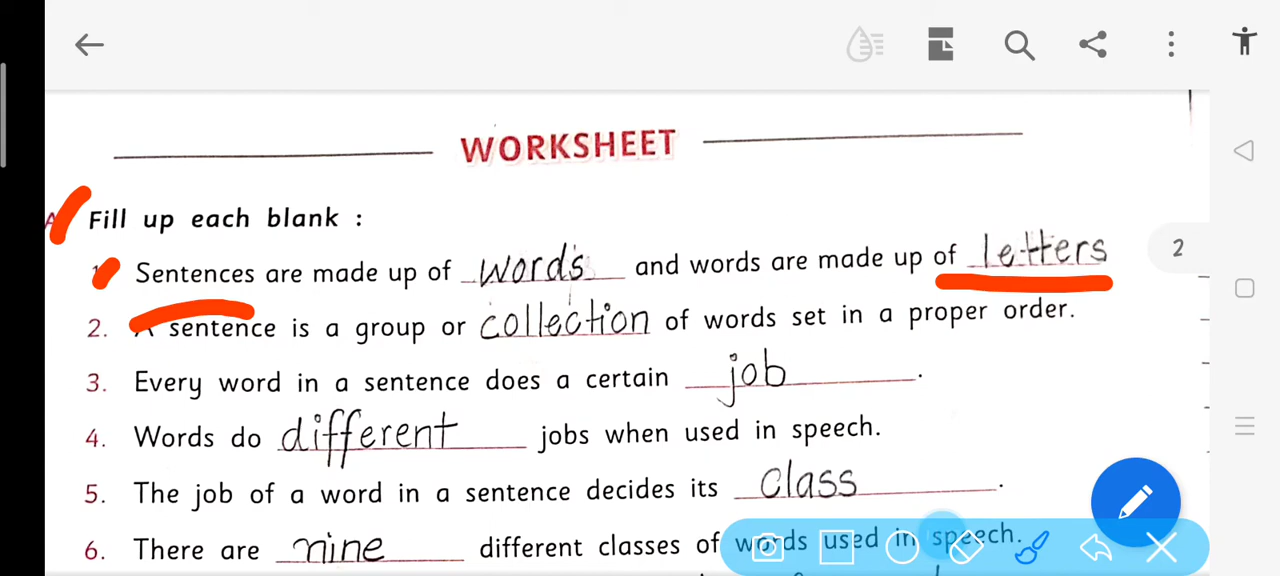 WORKSHEET
A Fill up each blank :
2
Sentences are made up of words and words are made up of letters
2. A sentence is a group or collection of words set in a proper order.
3. Every word in a sentence does a certain job.
4. Words do different jobs when used in speech.
5. The job of a word in a sentence decides its class.
6. There are nine different classes of words used in speech.